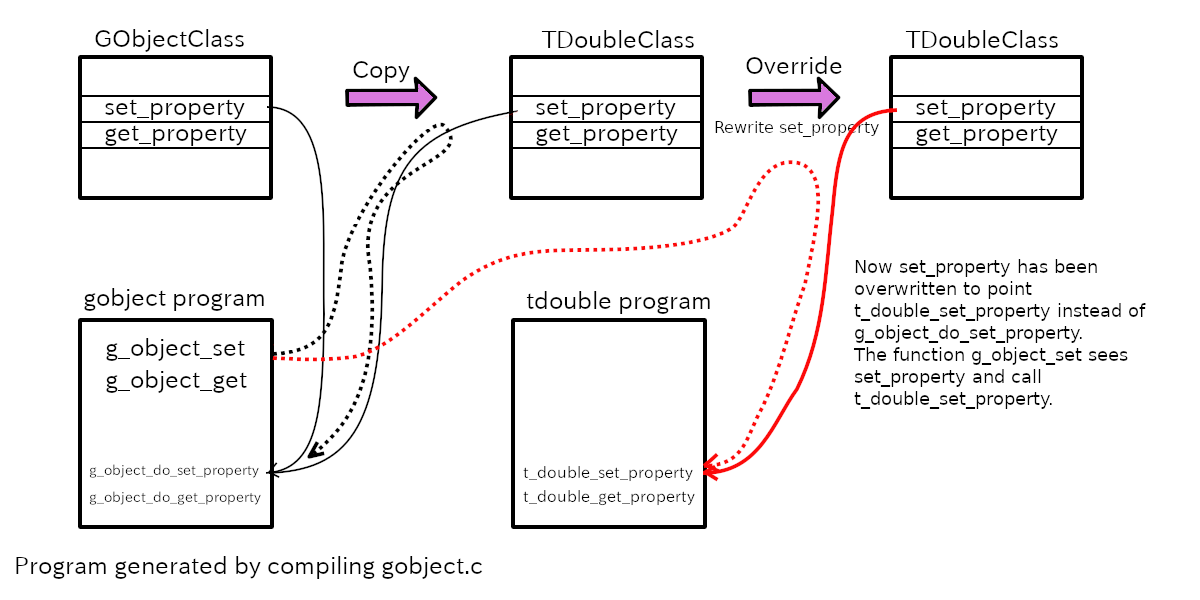 GObjectClass
TDoubleClass
TDoubleClass
Copy
Override
set_property
set_property
set_property
Rewrite set_property
get_property
get_property
get_property
Now set_property has been
overwritten to point
t_double_set_property instead of
g_object_do_set_property.
The function g_object_set sees
set_property and call
t_double_set_property.
gobject program
tdouble program
g_object_set
g_object_get
g_object_do_set_property
g_object_do_get_property
t_double_set_property
t_double_get_property
Program generated by compiling gobject.c